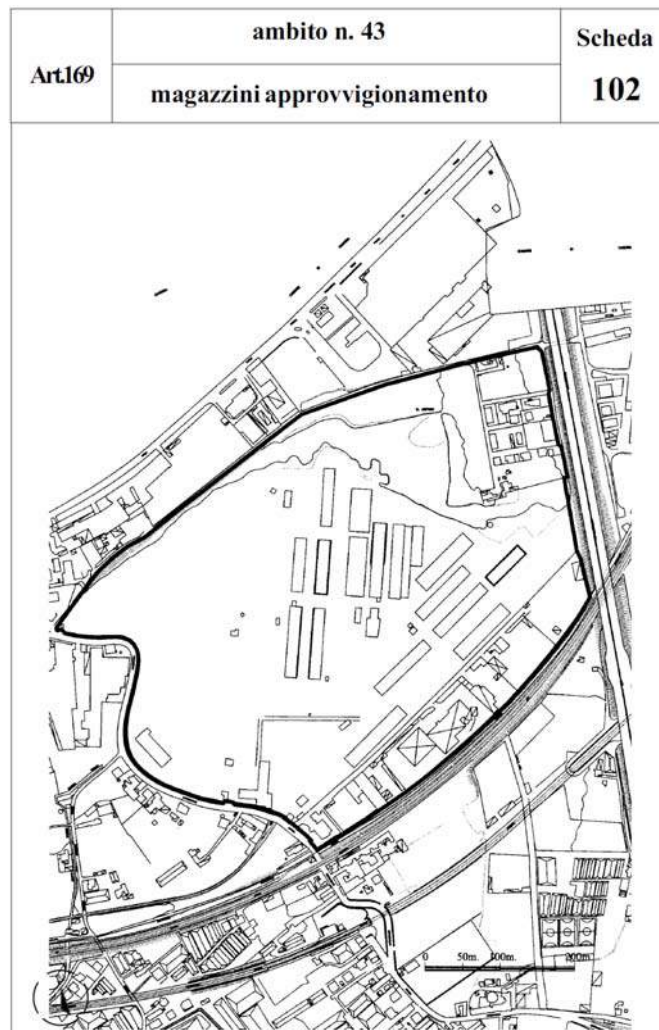 Art.169
ambito n. 43
magazzini approvvigionamento
Scheda
102
0 50m. 100m. 200m.